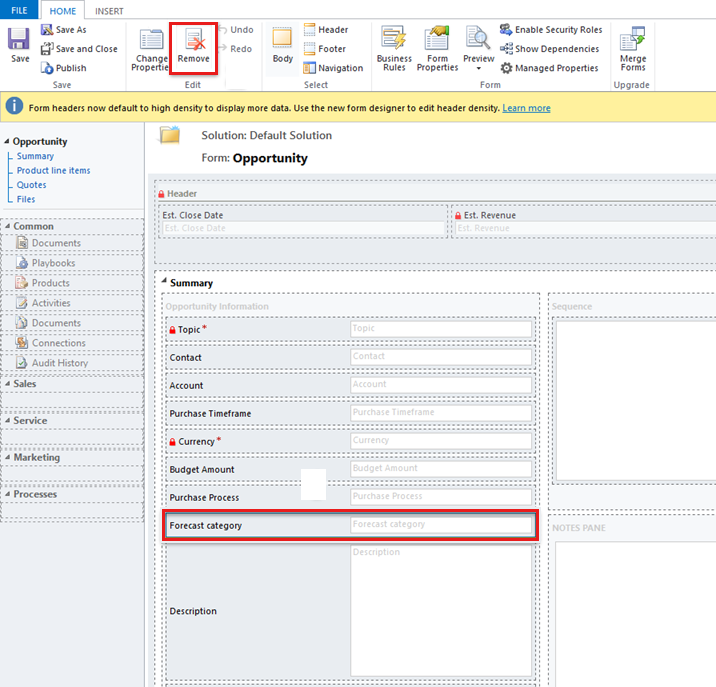 FILE HOME INSERT
Save
Save As
Save and Close
Publish
Save
Change Properties
Remove
Undo
Redo
Edit
Body
Header
Footer
Navigation
Select
Business Rules
Form Properties
Preview
Enable Security Roles
Show Dependencies
Managed Properties
Form
Merge Forms
Upgrade
Form headers now default to high density to display more data. Use the new form designer to edit header density. Learn more
Opportunity
Summary
Product line items
Quotes
Files
Common
Documents
Playbooks
Products
Activities
Documents
Connections
Audit History
Sales
Service
Marketing
Processes
Solution: Default Solution
Form: Opportunity
Header
Est. Close Date Est. Revenue
Est. Close Date Est. Revenue
Summary
Opportunity Information
Topic * Topic
Contact Contact
Account Account
Purchase Timeframe Purchase Timeframe
Currency * Currency
Budget Amount Budget Amount
Purchase Process Purchase Process
Forecast category Forecast category
Description Description
Sequence
NOTES PANE